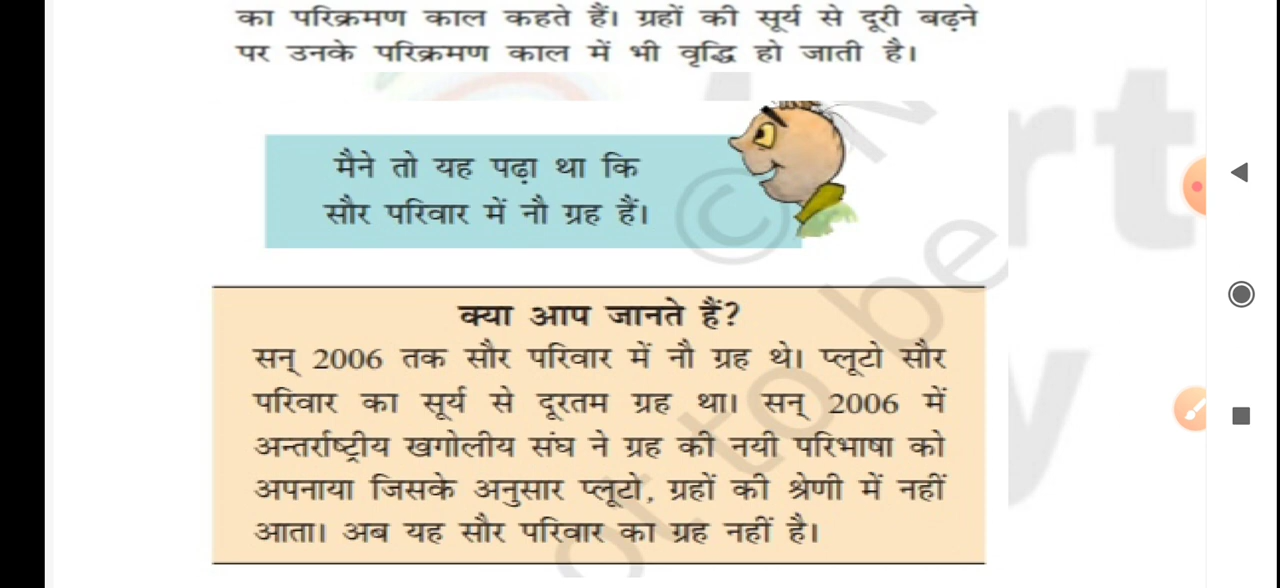 का परिक्रमण काल कहते हैं। ग्रहों की सूर्य से दूरी बढ़ने
पर उनके परिक्रमण काल में भी वृद्धि हो जाती है।
मैने तो यह पढ़ा था कि
सौर परिवार में नौ ग्रह हैं।
क्या आप जानते हैं?
सन् 2006 तक सौर परिवार में नौ ग्रह थे। प्लूटो सौर
परिवार का सूर्य से दूरतम ग्रह था। सन् 2006 में
अन्तर्राष्ट्रीय खगोलीय संघ ने ग्रह की नयी परिभाषा को
अपनाया जिसके अनुसार प्लूटो, ग्रहों की श्रेणी में नहीं
आता। अब यह सौर परिवार का ग्रह नहीं है।
©
to be